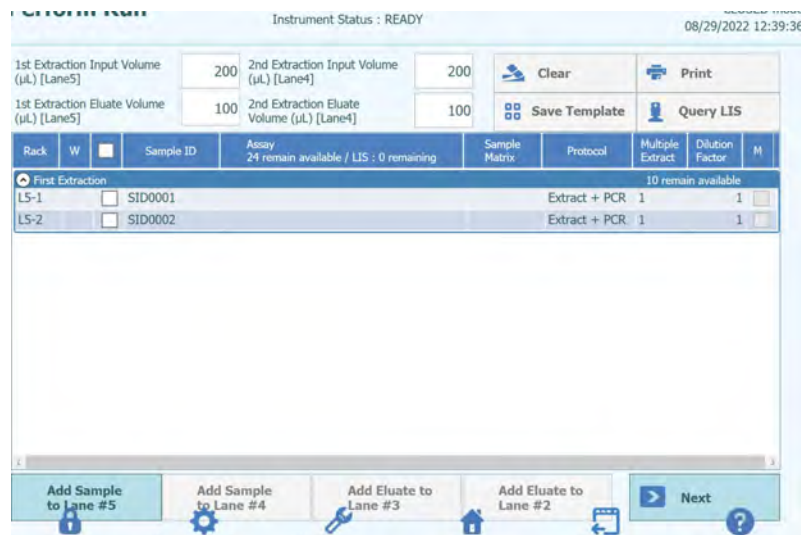 Perform Run
Instrument Status : READY
08/29/2022 12:39:36
1st Extraction Input Volume
(µL) [Lane5]
200
2nd Extraction Input Volume
(µL) [Lane4]
200
Clear
Print
1st Extraction Eluate Volume
(µL) [Lane5]
100
2nd Extraction Eluate
Volume (µL) [Lane4]
100
Save Template
Query LIS
Rack W Sample ID Assay Sample Matrix Protocol Multiple Extract Dilution Factor M
24 remain available / LIS : 0 remaining
First Extraction 10 remain available
L5-1 SID0001 Extract + PCR 1 1
L5-2 SID0002 Extract + PCR 1 1
Add Sample
to Lane #5
Add Sample
to Lane #4
Add Eluate to
Lane #3
Add Eluate to
Lane #2
Next